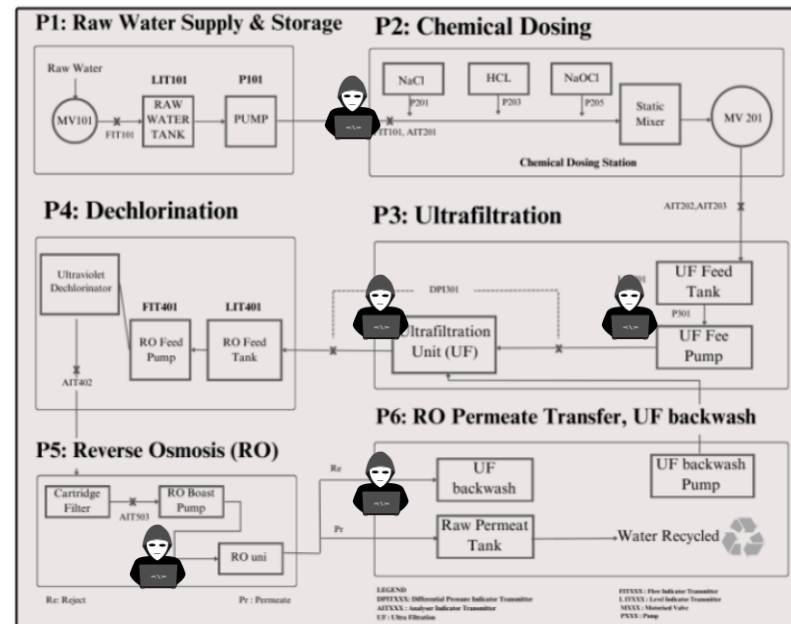 P1: Raw Water Supply & Storage
Raw Water
MV101
FIT101
LIT101
RAW
WATER
TANK
P101
PUMP
P2: Chemical Dosing
NaCl
HCL
NaOCl
P201
P203
P205
FIT101, AIT201
Static
Mixer
MV 201
Chemical Dosing Station
AIT202,AIT203
P4: Dechlorination
Ultraviolet
Dechlorinator
FIT401
LIT401
RO Feed
Pump
RO Feed
Tank
AIT402
P3: Ultrafiltration
DPI301
UF Feed
Tank
P301
UF Fee
Pump
Ultrafiltration
Unit (UF)
P5: Reverse Osmosis (RO)
Cartridge
Filter
AIT503
RO Boast
Pump
RO uni
Re
Pr
P6: RO Permeate Transfer, UF backwash
UF
backwash
UF backwash
Pump
Raw Permeat
Tank
Water Recycled
Re: Reject
Pr : Permeate
LEGEND
DPITXXX: Differential Pressure Indicator Transmitter
AITXXX : Analyser Indicator Transmitter
UF : Ultra Filtration
FITXXX : Flow Indicator Transmitter
LITXXX : Level Indicator Transmitter
MXXX : Motorised Valve
PXXX : Pump